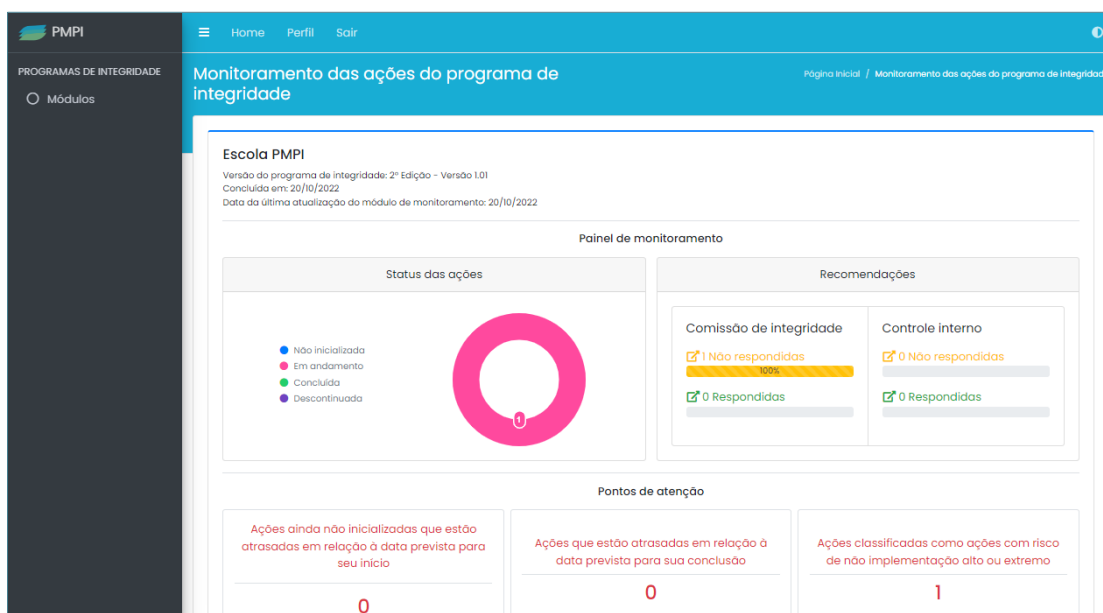 PMPI
Home Perfil Sair
PROGRAMAS DE INTEGRIDADE
Módulos
Monitoramento das ações do programa de
integridade
Página Inicial / Monitoramento das ações do programa de integridad
Escola PMPI
Versão do programa de integridade: 2º Edição - Versão 1.01
Concluída em: 20/10/2022
Data da última atualização do módulo de monitoramento: 20/10/2022
Painel de monitoramento
Status das ações
Não inicializada
Em andamento
Concluída
Descontinuada
1
Recomendações
Comissão de integridade
1 Não respondidas
100%
0 Respondidas
Controle interno
0 Não respondidas
0 Respondidas
Pontos de atenção
Ações ainda não inicializadas que estão
atrasadas em relação à data prevista para
seu início
0
Ações que estão atrasadas em relação à
data prevista para sua conclusão
0
Ações classificadas como ações com risco
de não implementação alto ou extremo
1